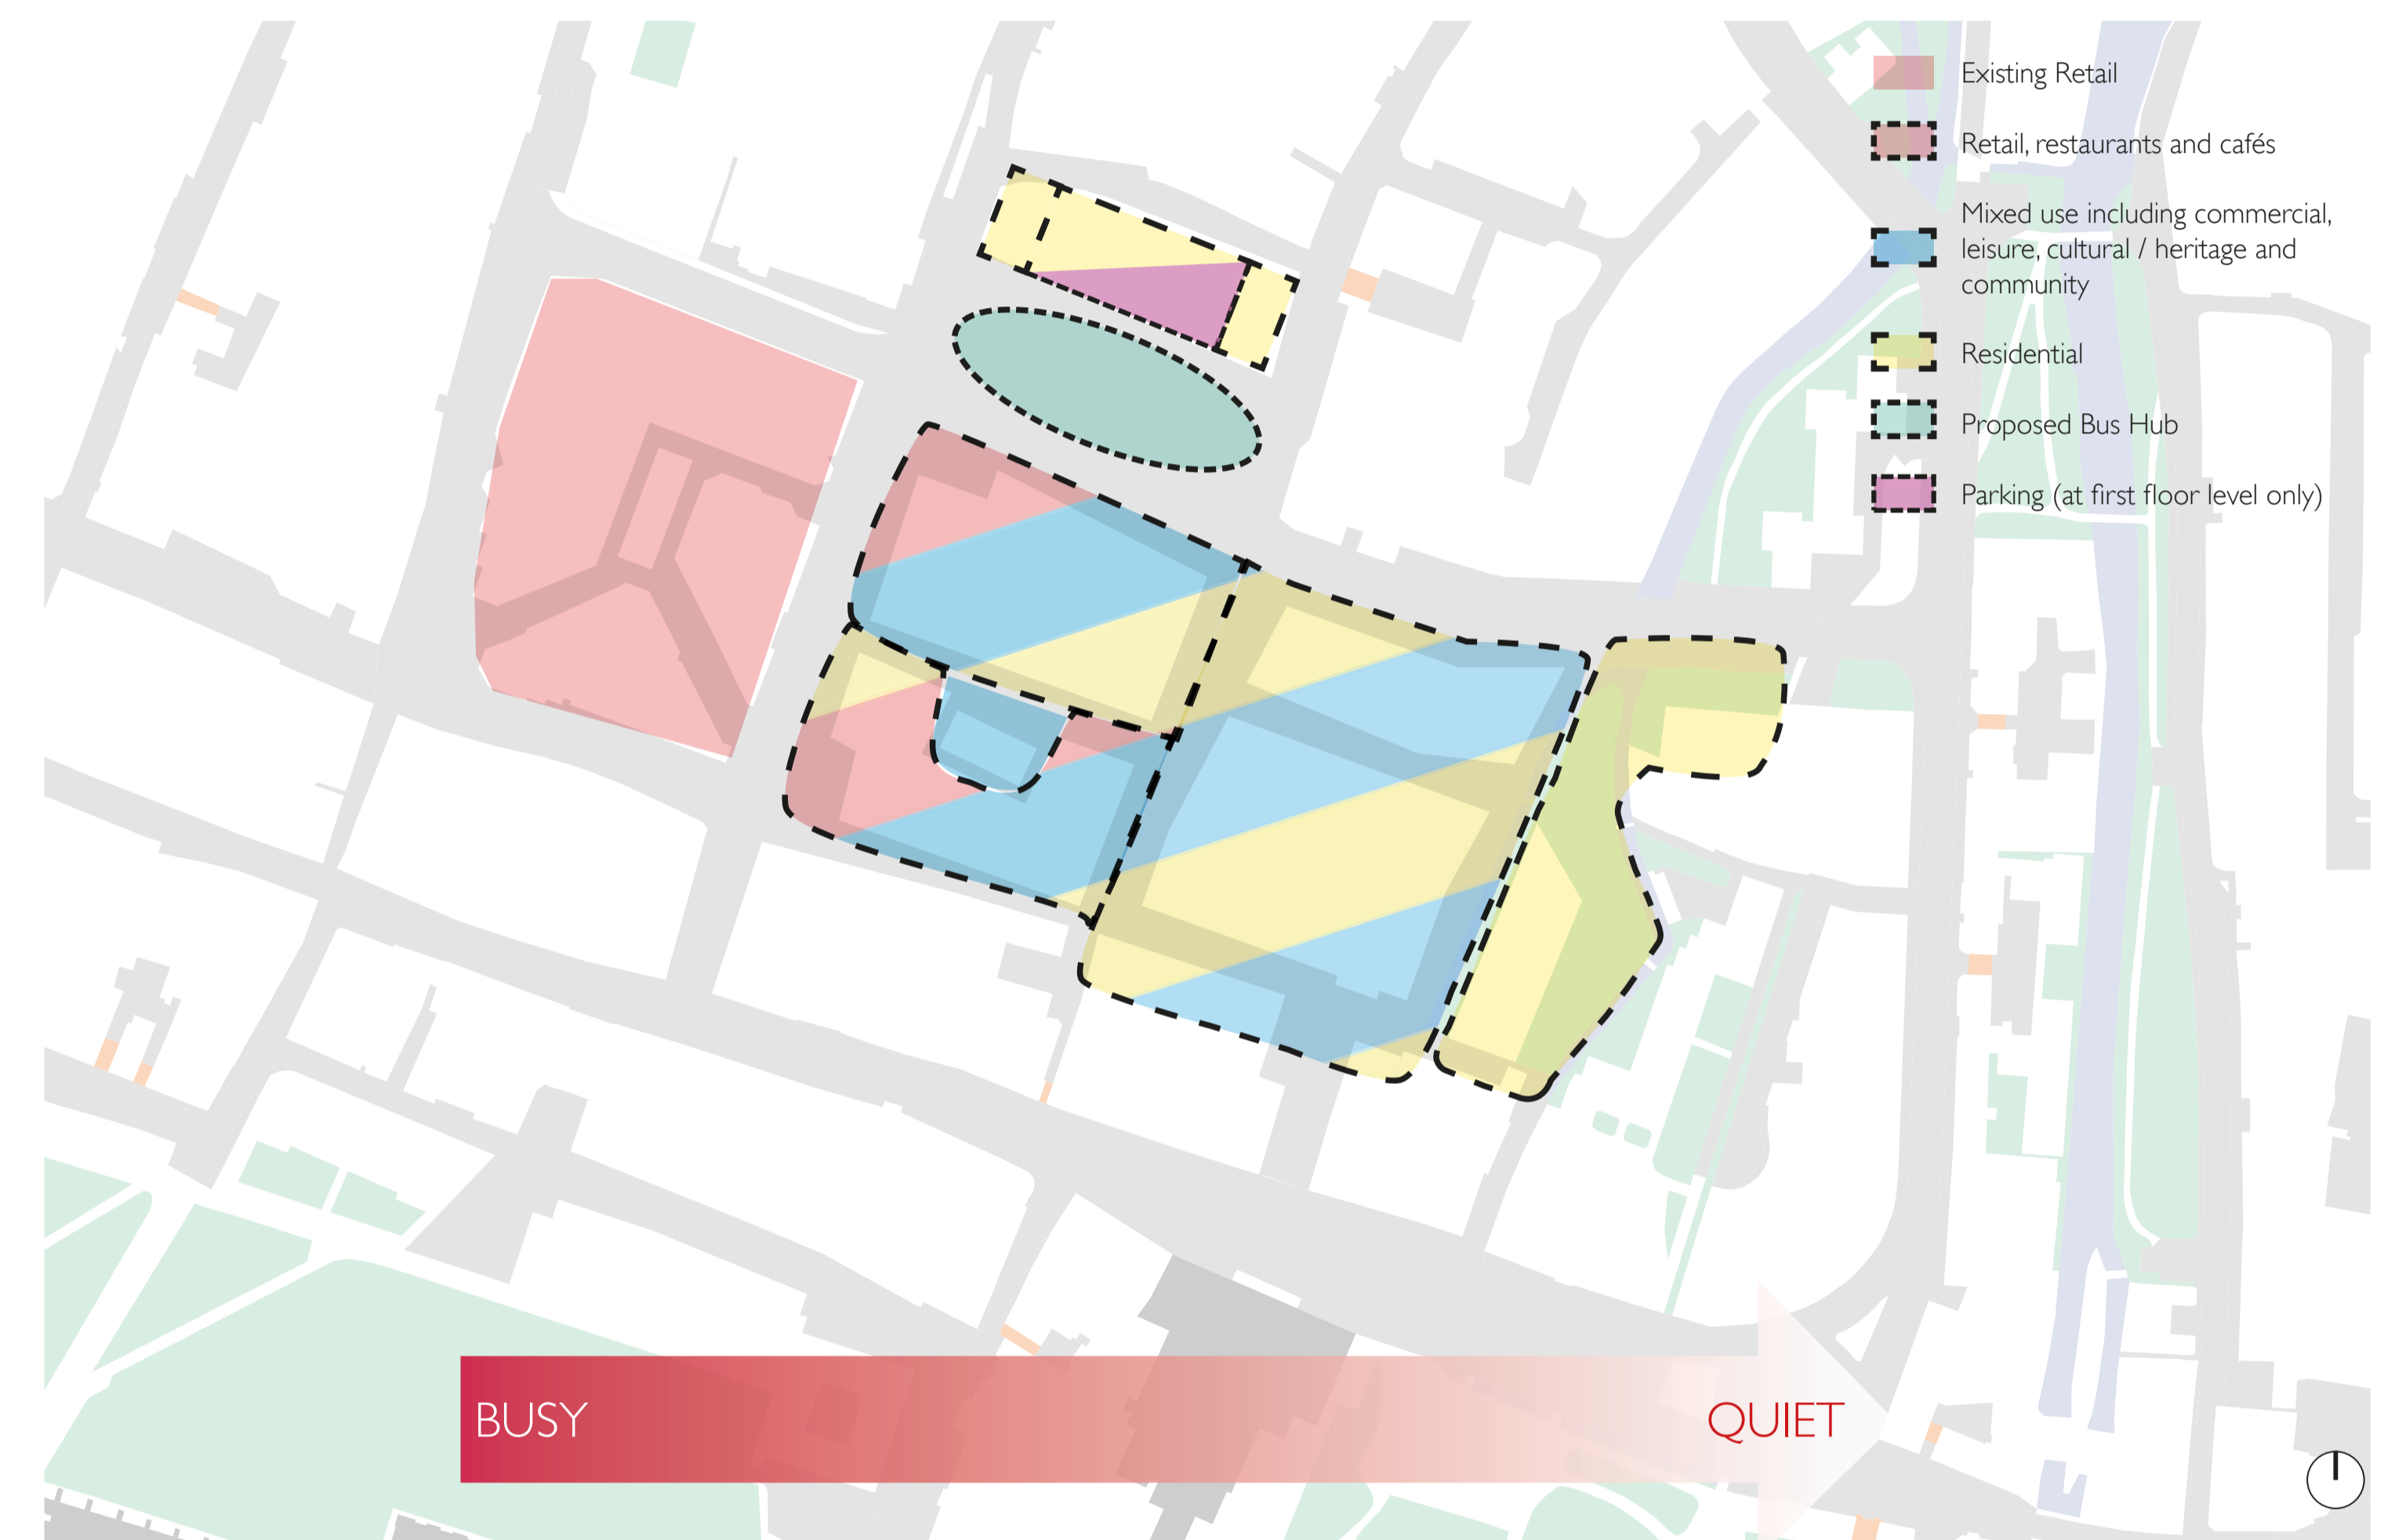 Existing Retail
Retail, restaurants and cafés
Mixed use including commercial,
leisure, cultural / heritage and
community
Residential
Proposed Bus Hub
Parking (at first floor level only)
BUSY
QUIET